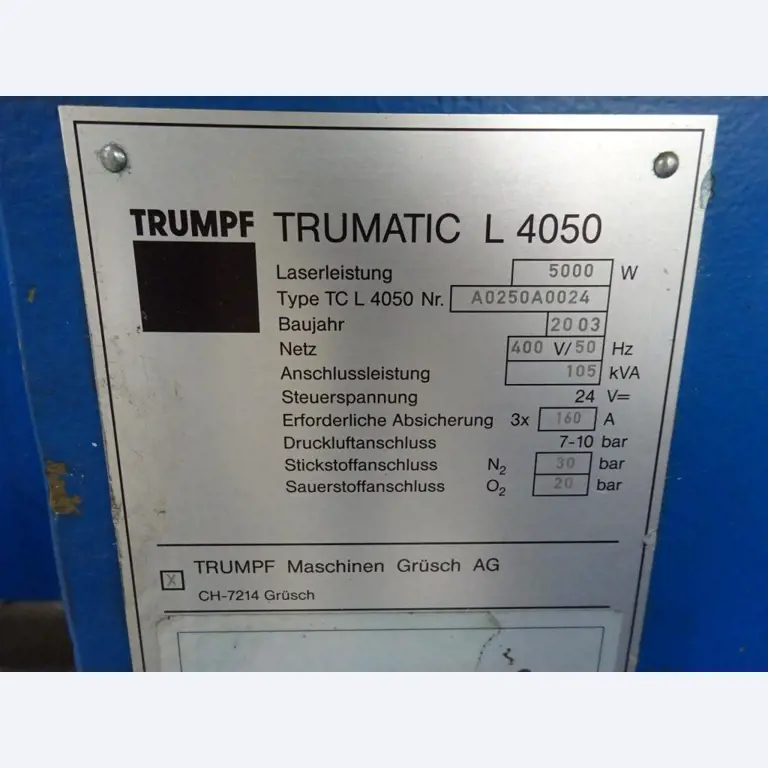 TRUMPF TRUMATIC L 4050
Laserleistung 5000 W
Type TC L 4050 Nr. A0250A0024
Baujahr 2003
Netz 400 V/50 Hz
Anschlussleistung 105 kVA
Steuerspannung 24 V=
Erforderliche Absicherung 3x 160 A
Druckluftanschluss 7-10 bar
Stickstoffanschluss N₂ 30 bar
Sauerstoffanschluss O₂ 20 bar
X TRUMPF Maschinen Grüsch AG
CH-7214 Grüsch